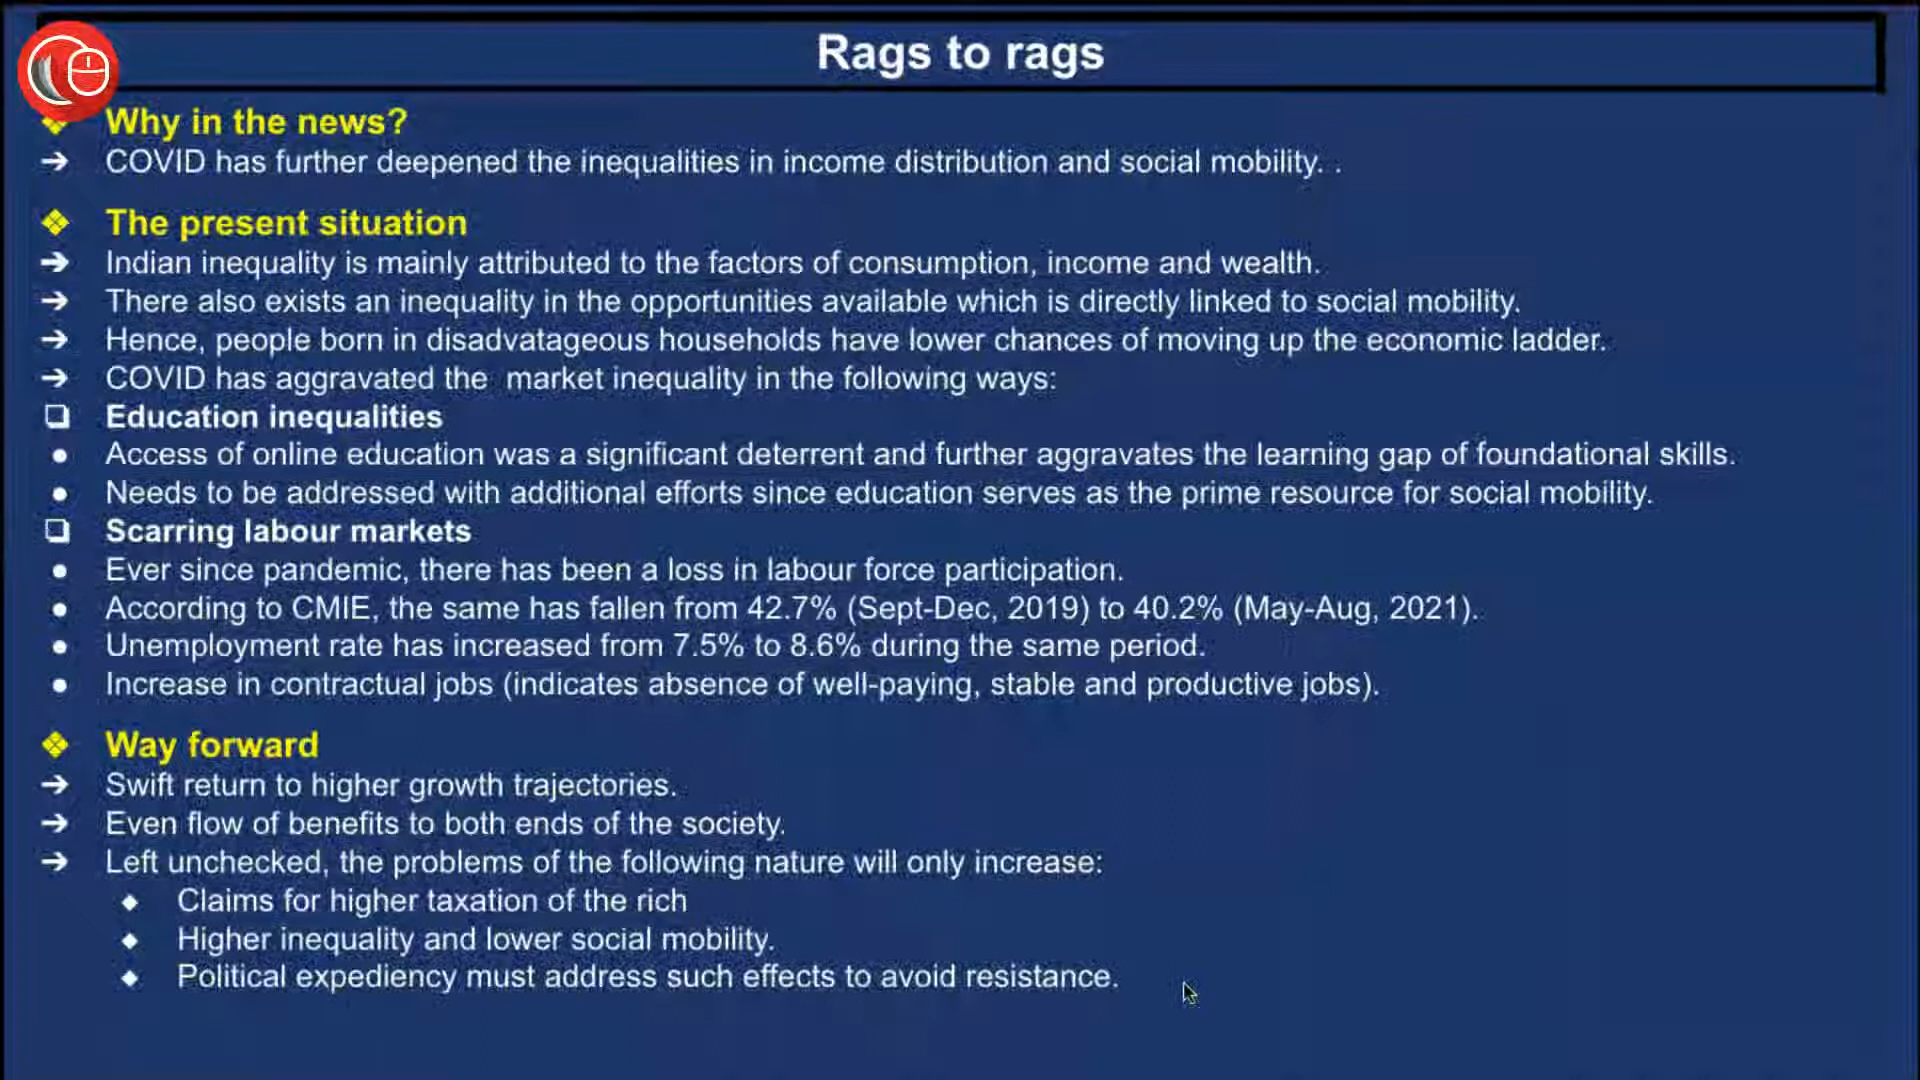 Rags to rags
Why in the news?
COVID has further deepened the inequalities in income distribution and social mobility. .
The present situation
Indian inequality is mainly attributed to the factors of consumption, income and wealth.
There also exists an inequality in the opportunities available which is directly linked to social mobility.
Hence, people born in disadvatageous households have lower chances of moving up the economic ladder.
COVID has aggravated the  market inequality in the following ways:
Education inequalities
Access of online education was a significant deterrent and further aggravates the learning gap of foundational skills.
Needs to be addressed with additional efforts since education serves as the prime resource for social mobility.
Scarring labour markets
Ever since pandemic, there has been a loss in labour force participation.
According to CMIE, the same has fallen from 42.7% (Sept-Dec, 2019) to 40.2% (May-Aug, 2021).
Unemployment rate has increased from 7.5% to 8.6% during the same period.
Increase in contractual jobs (indicates absence of well-paying, stable and productive jobs).
Way forward
Swift return to higher growth trajectories.
Even flow of benefits to both ends of the society.
Left unchecked, the problems of the following nature will only increase:
Claims for higher taxation of the rich
Higher inequality and lower social mobility.
Political expediency must address such effects to avoid resistance.